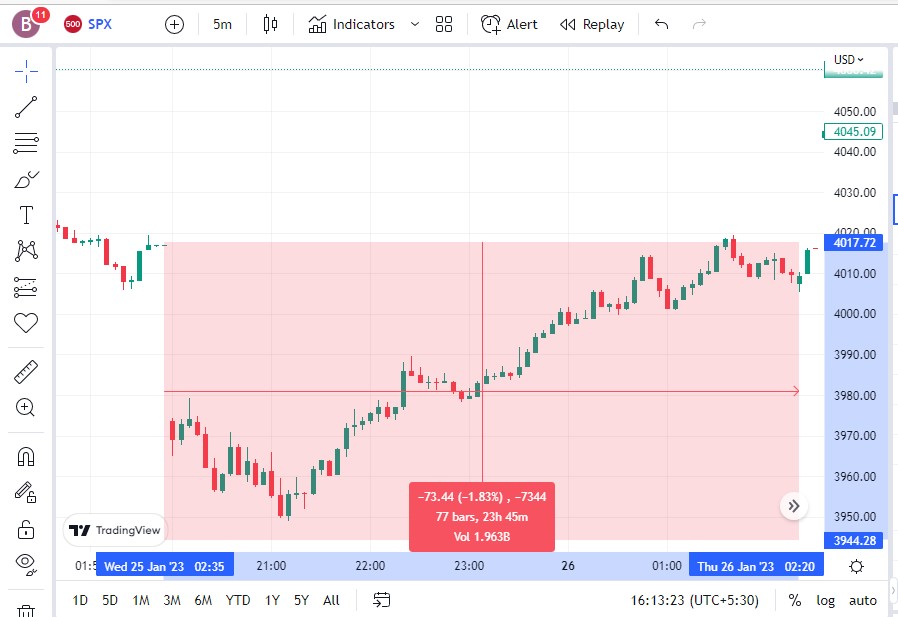 B 11 500 SPX 5m Indicators Alert Replay
USD
4050.00
4045.09
4040.00
4030.00
4020.00
4017.72
4010.00
4000.00
3990.00
3980.00
3970.00
3960.00
3950.00
3944.28
T
−73.44 (−1.83%) , −7344
77 bars, 23h 45m
Vol 1.963B
TradingView
Wed 25 Jan '23 02:35 21:00 22:00 23:00 26 01:00 Thu 26 Jan '23 02:20
1D 5D 1M 3M 6M YTD 1Y 5Y All 16:13:23 (UTC+5:30) % log auto